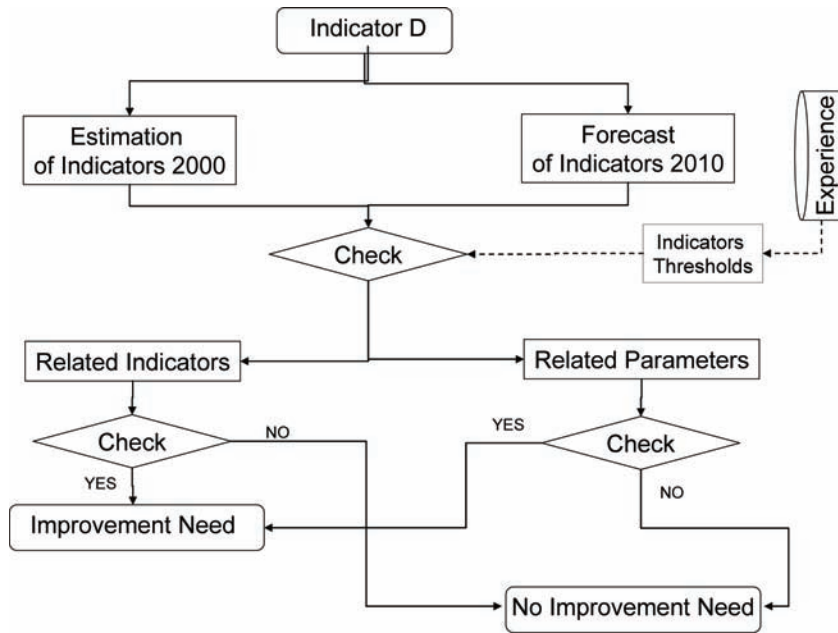 Indicator D
Estimation
of Indicators 2000
Forecast
of Indicators 2010
Experience
Check
Indicators
Thresholds
Related Indicators
Related Parameters
Check
NO
YES
Check
YES
NO
Improvement Need
No Improvement Need